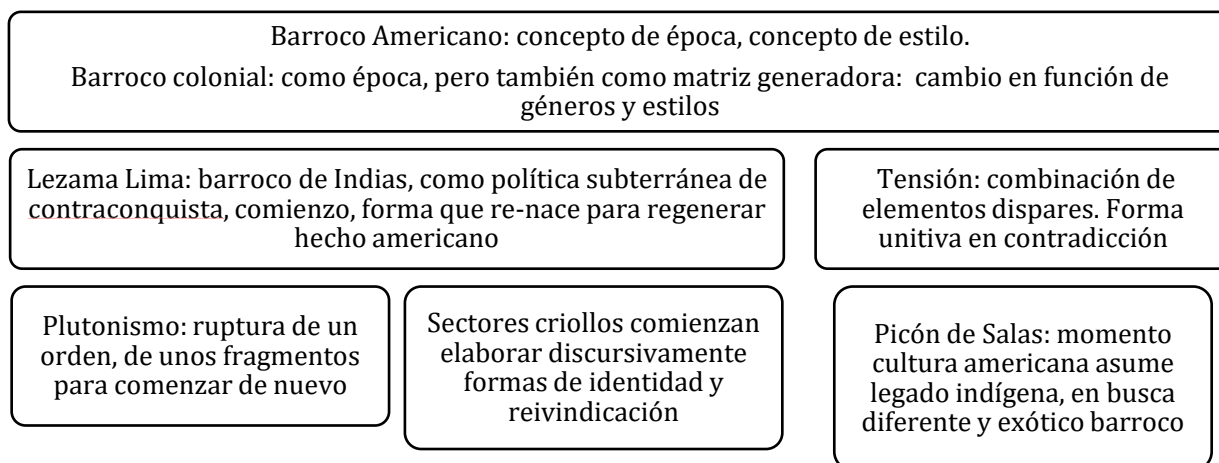 Barroco Americano: concepto de época, concepto de estilo.
Barroco colonial: como época, pero también como matriz generadora: cambio en función de
géneros y estilos
Lezama Lima: barroco de Indias, como política subterránea de
contraconquista, comienzo, forma que re-nace para regenerar
hecho americano
Tensión: combinación de
elementos dispares. Forma
unitiva en contradicción
Plutonismo: ruptura de un
orden, de unos fragmentos
para comenzar de nuevo
Sectores criollos comienzan
elaborar discursivamente
formas de identidad y
reivindicación
Picón de Salas: momento
cultura americana asume
legado indígena, en busca
diferente y exótico barroco